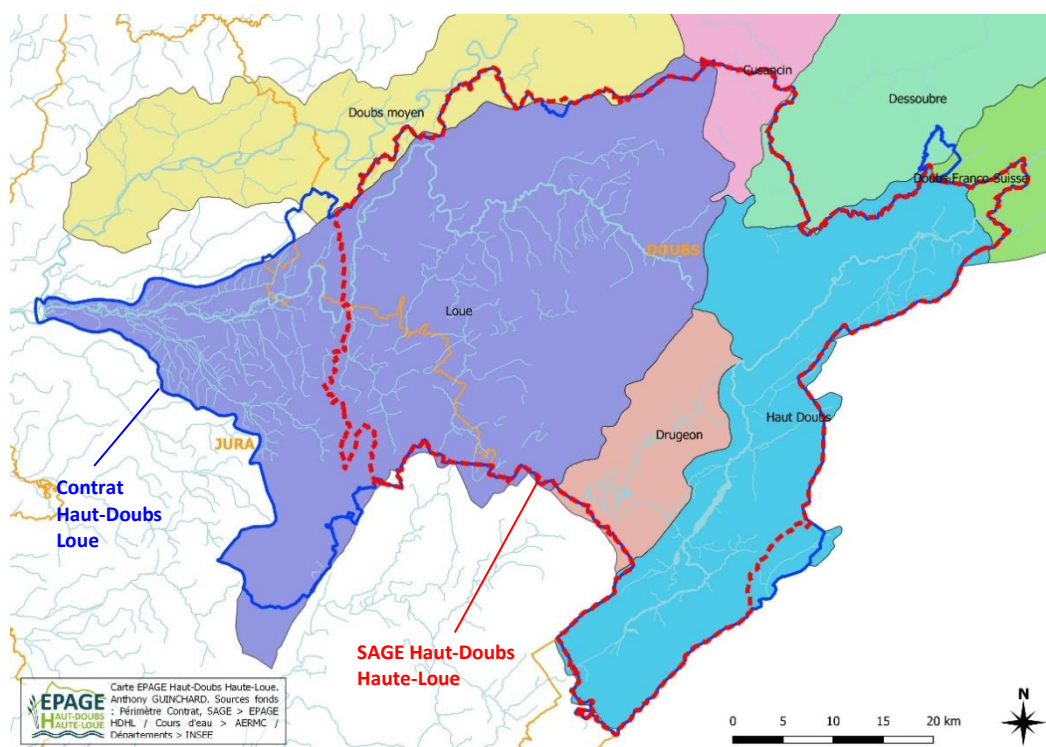 Cusancin
Dessoubre
Doubs moyen
Doubs-Franco-Suisse
DOUBS
Loue
Haut Doubs
Drugeon
JURA
Contrat
Haut-Doubs
Loue
SAGE Haut-Doubs
Haute-Loue
EPAGE
HAUT-DOUBS
HAUTE-LOUE
Carte EPAGE Haut-Doubs Haute-Loue.
Anthony GUINCHARD. Sources fonds
: Périmètre Contrat, SAGE > EPAGE
HDHL / Cours d'eau > AERMC /
Départements > INSEE
N
0 5 10 20 km